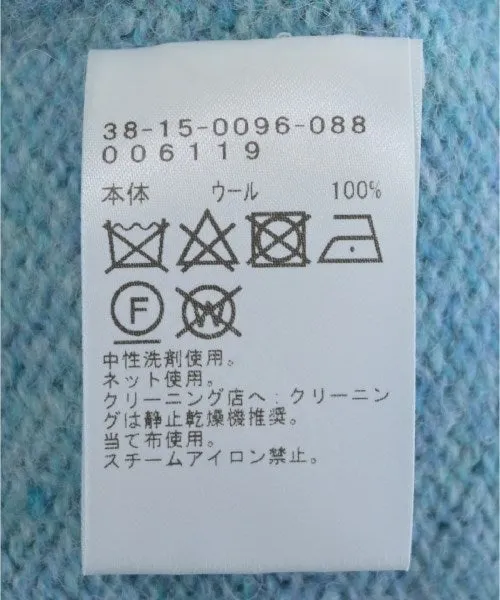 38-15-0096-088
006119
本体 ウール 100%
F W
中性洗剤使用。
ネット使用。
クリーニング店へ:クリーニン
グは静止乾燥機推奨。
当て布使用。
スチームアイロン禁止。